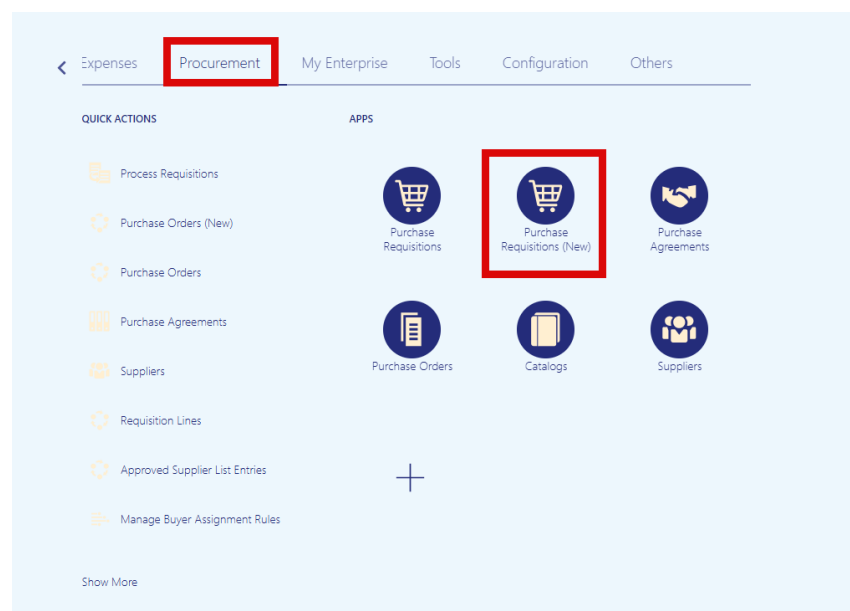 Expenses
Procurement
My Enterprise
Tools
Configuration
Others
QUICK ACTIONS
Process Requisitions
Purchase Orders (New)
Purchase Orders
Purchase Agreements
Suppliers
Requisition Lines
Approved Supplier List Entries
Manage Buyer Assignment Rules
Show More
APPS
Purchase
Requisitions
Purchase
Requisitions (New)
Purchase
Agreements
Purchase Orders
Catalogs
Suppliers